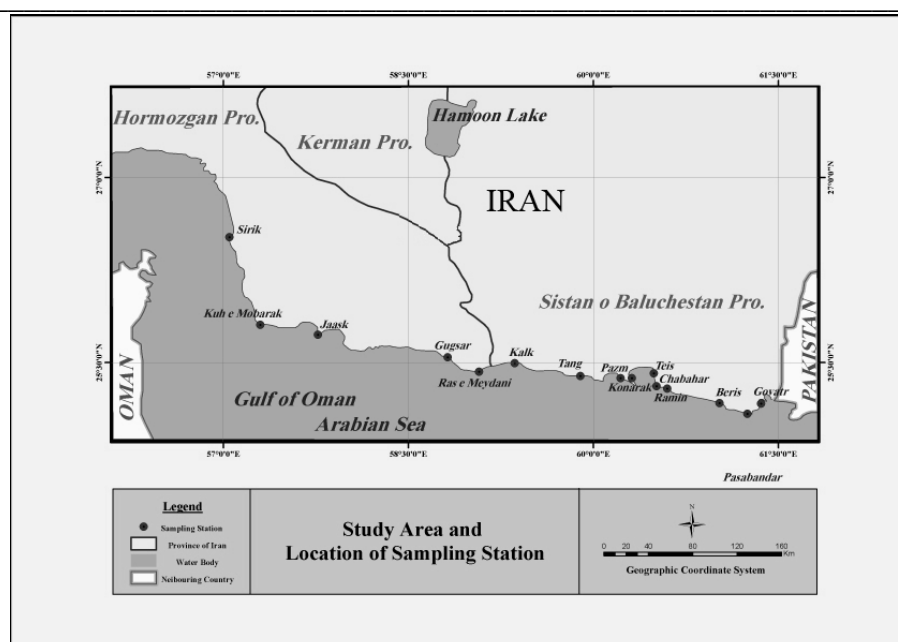 57°0'0"E 58°30'0"E 60°0'0"E 61°30'0"E
Hormozgan Pro.
Kerman Pro.
Hamoon Lake
27°0'0"N 27°0'0"N
IRAN
Sirik
Sistan o Baluchestan Pro.
Kuh e Mobarak
Jaask
Gugsar
Kalk
Ras e Meydani
Tang
Pazm
Konarak
Teis
Chabahar
Ramin
Beris
Govatr
PAKISTAN
OMAN
25°30'0"N 25°30'0"N
Gulf of Oman
Arabian Sea
57°0'0"E 58°30'0"E 60°0'0"E 61°30'0"E
Pasabandar
Legend
Sampling Station
Province of Iran
Water Body
Neibouring Country
Study Area and
Location of Sampling Station
N
0 20 40 80 120 160
Km
Geographic Coordinate System